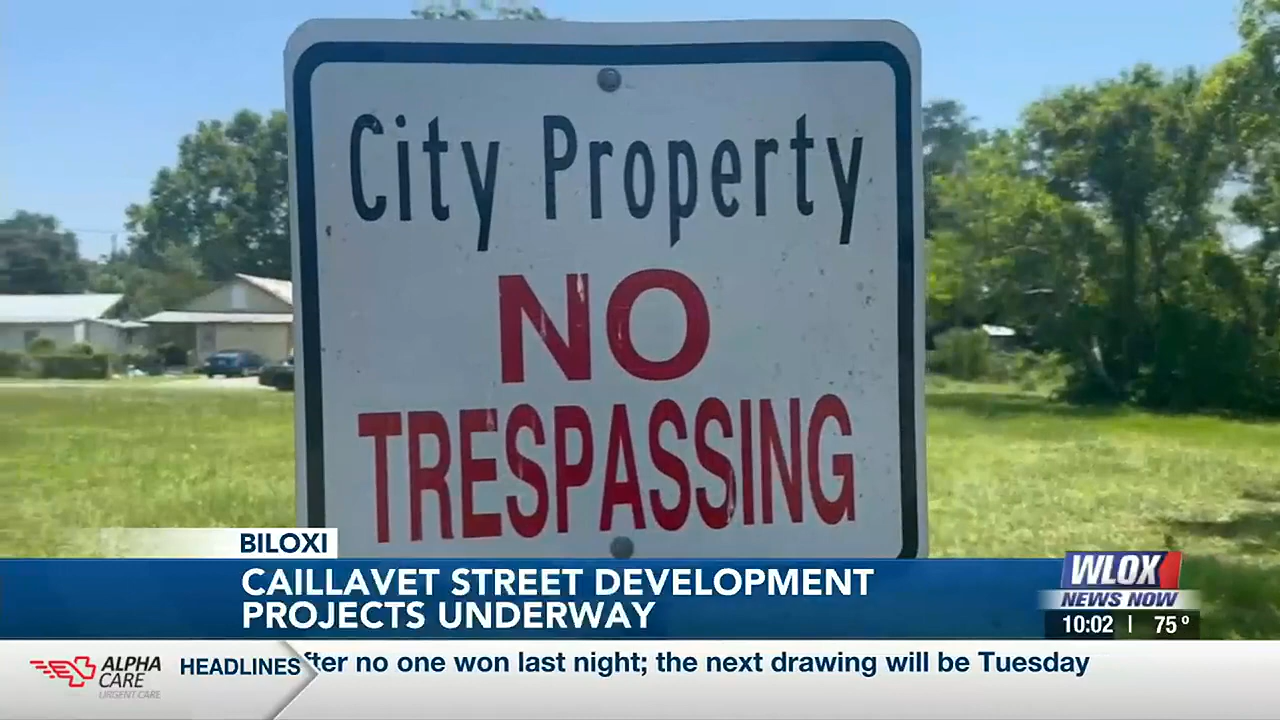 City Property
NO
TRESPASSING
BILOXI
CAILLAVET STREET DEVELOPMENT
PROJECTS UNDERWAY
WLOX
NEWS NOW
10:02 | 75°
ALPHA
CARE
URGENT CARE
HEADLINES
fter no one won last night; the next drawing will be Tuesday